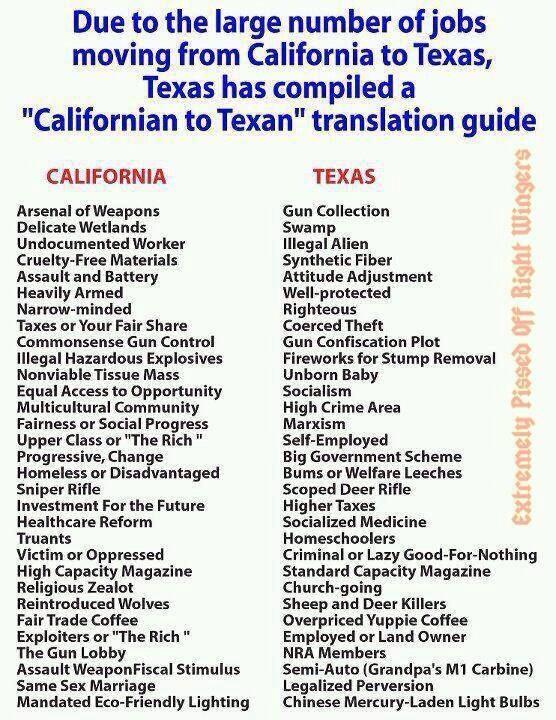 Due to the large number of jobs
moving from California to Texas,
Texas has compiled a
"Californian to Texan" translation guide
CALIFORNIA TEXAS
Arsenal of Weapons Gun Collection
Delicate Wetlands Swamp
Undocumented Worker Illegal Alien
Cruelty-Free Materials Synthetic Fiber
Assault and Battery Attitude Adjustment
Heavily Armed Well-protected
Narrow-minded Righteous
Taxes or Your Fair Share Coerced Theft
Commonsense Gun Control Gun Confiscation Plot
Illegal Hazardous Explosives Fireworks for Stump Removal
Nonviable Tissue Mass Unborn Baby
Equal Access to Opportunity Socialism
Multicultural Community High Crime Area
Fairness or Social Progress Marxism
Upper Class or "The Rich " Self-Employed
Progressive, Change Big Government Scheme
Homeless or Disadvantaged Bums or Welfare Leeches
Sniper Rifle Scoped Deer Rifle
Investment For the Future Higher Taxes
Healthcare Reform Socialized Medicine
Truants Homeschoolers
Victim or Oppressed Criminal or Lazy Good-For-Nothing
High Capacity Magazine Standard Capacity Magazine
Religious Zealot Church-going
Reintroduced Wolves Sheep and Deer Killers
Fair Trade Coffee Overpriced Yuppie Coffee
Exploiters or "The Rich " Employed or Land Owner
The Gun Lobby NRA Members
Assault WeaponFiscal Stimulus Semi-Auto (Grandpa's M1 Carbine)
Same Sex Marriage Legalized Perversion
Mandated Eco-Friendly Lighting Chinese Mercury-Laden Light Bulbs
Extremely Pissed Off Right Wingers